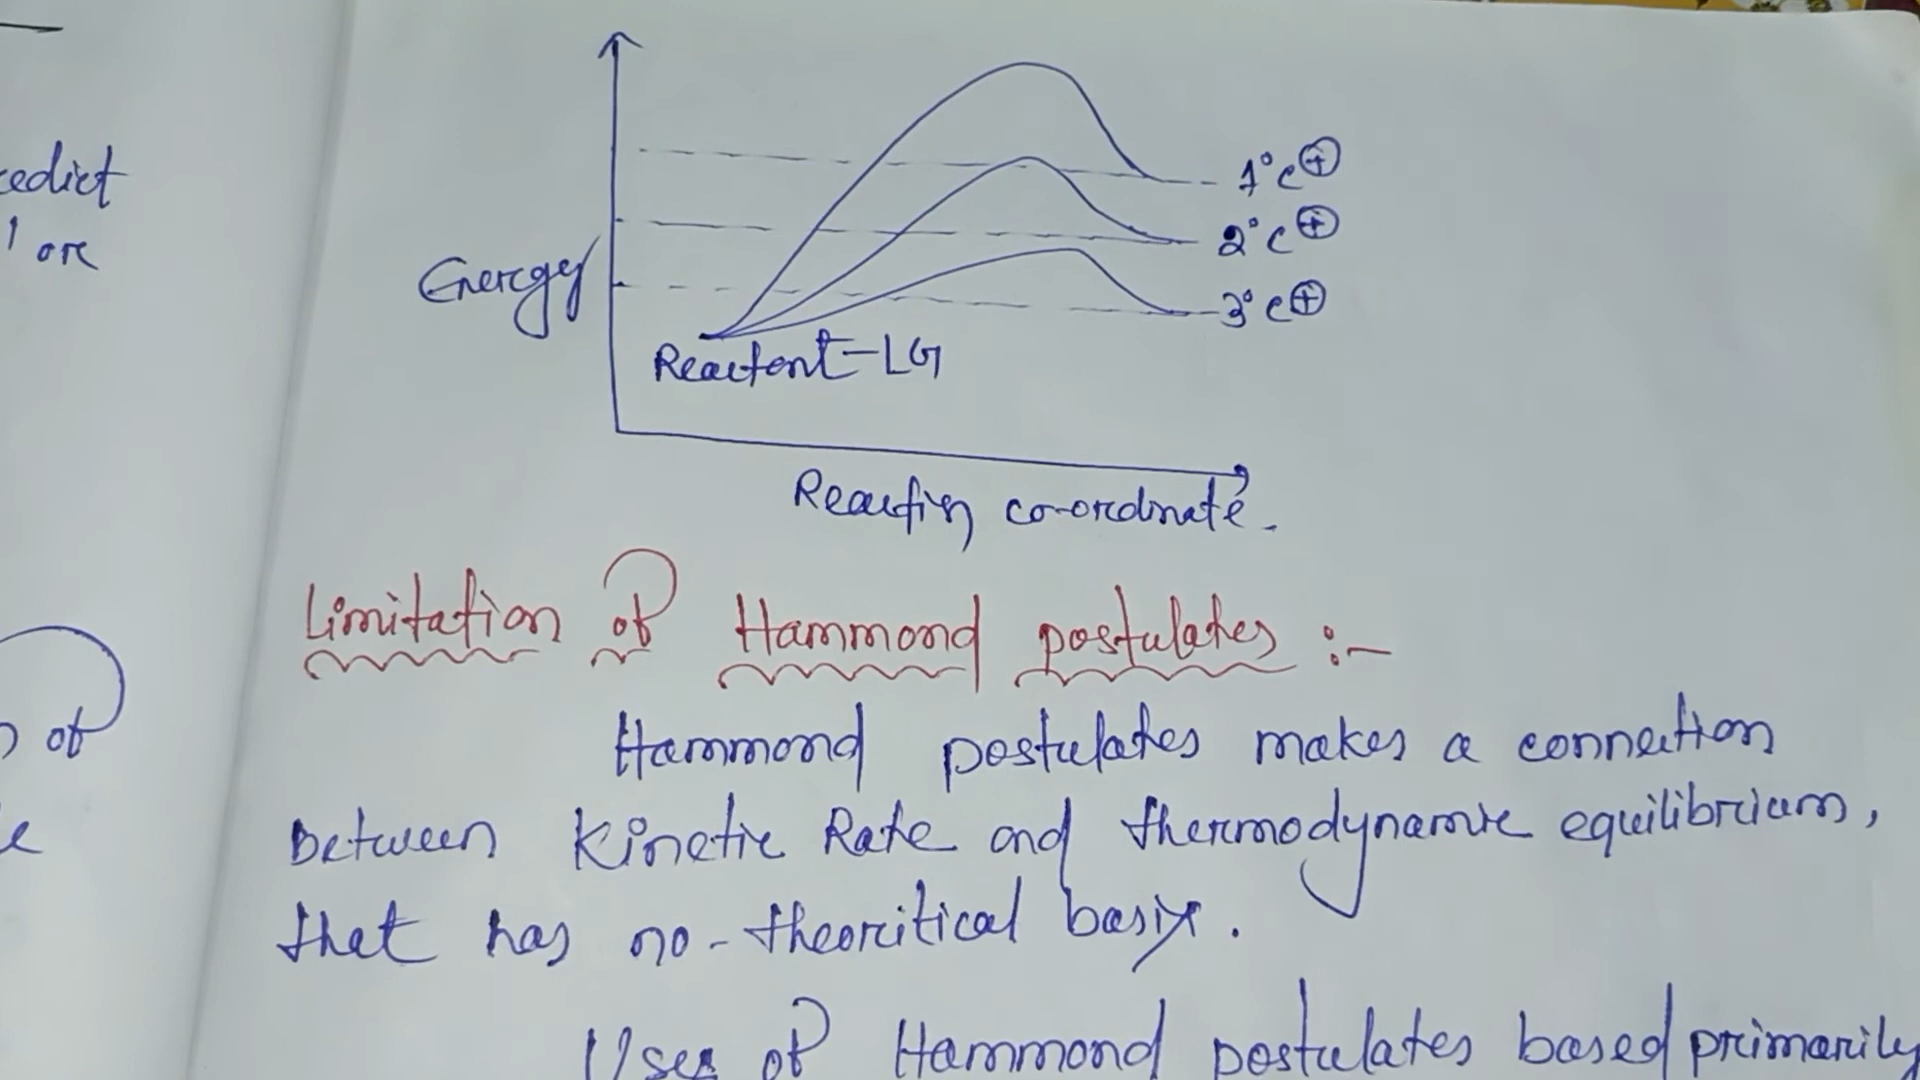 edict
ore
of
1°C⊕
2°C⊕
3°C⊕
Energy
Reactant-LG
Reaction co-ordinate.
Limitation of Hammond postulates :-
Hammond postulates makes a connection
between Kinetic Rate and thermodynamic equilibrium,
that has no-theoritical basis.
Uses of Hammond postulates based primarily